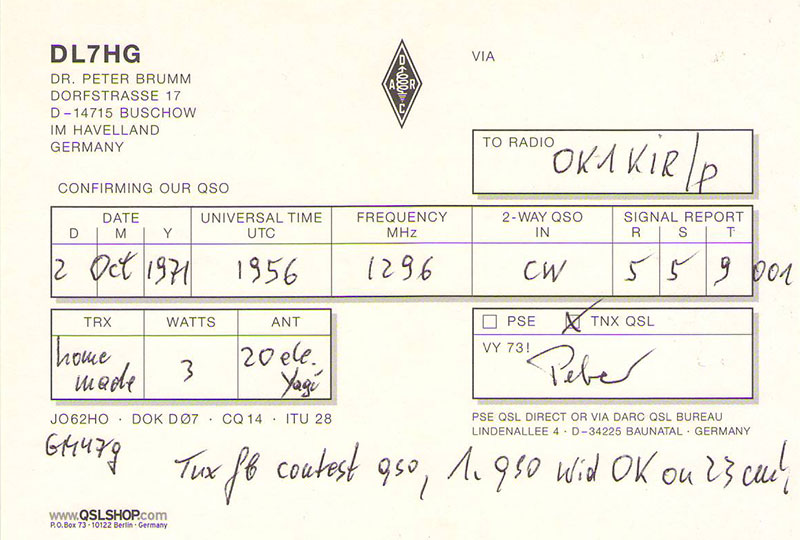 DL7HG
DR. PETER BRUMM
DORFSTRASSE 17
D-14715 BUSCHOW
IM HAVELLAND
GERMANY
D
A R
C
VIA
TO RADIO OK1KIR/p
CONFIRMING OUR QSO
DATE UNIVERSAL TIME FREQUENCY 2-WAY QSO SIGNAL REPORT
D M Y UTC MHz IN R S T
2 Oct 1971 1956 1296 CW 5 5 9 001
TRX WATTS ANT
home made 3 20 ele. Yagi
PSE TNX QSL
VY 73!
Peter
JO62HO · DOK DØ7 · CQ 14 · ITU 28
PSE QSL DIRECT OR VIA DARC QSL BUREAU
LINDENALLEE 4 · D-34225 BAUNATAL · GERMANY
GM47g
Tnx fb contest qso, 1. qso wid OK on 23 cm!
www.QSLSHOP.com
P.O.Box 73 · 10122 Berlin · Germany